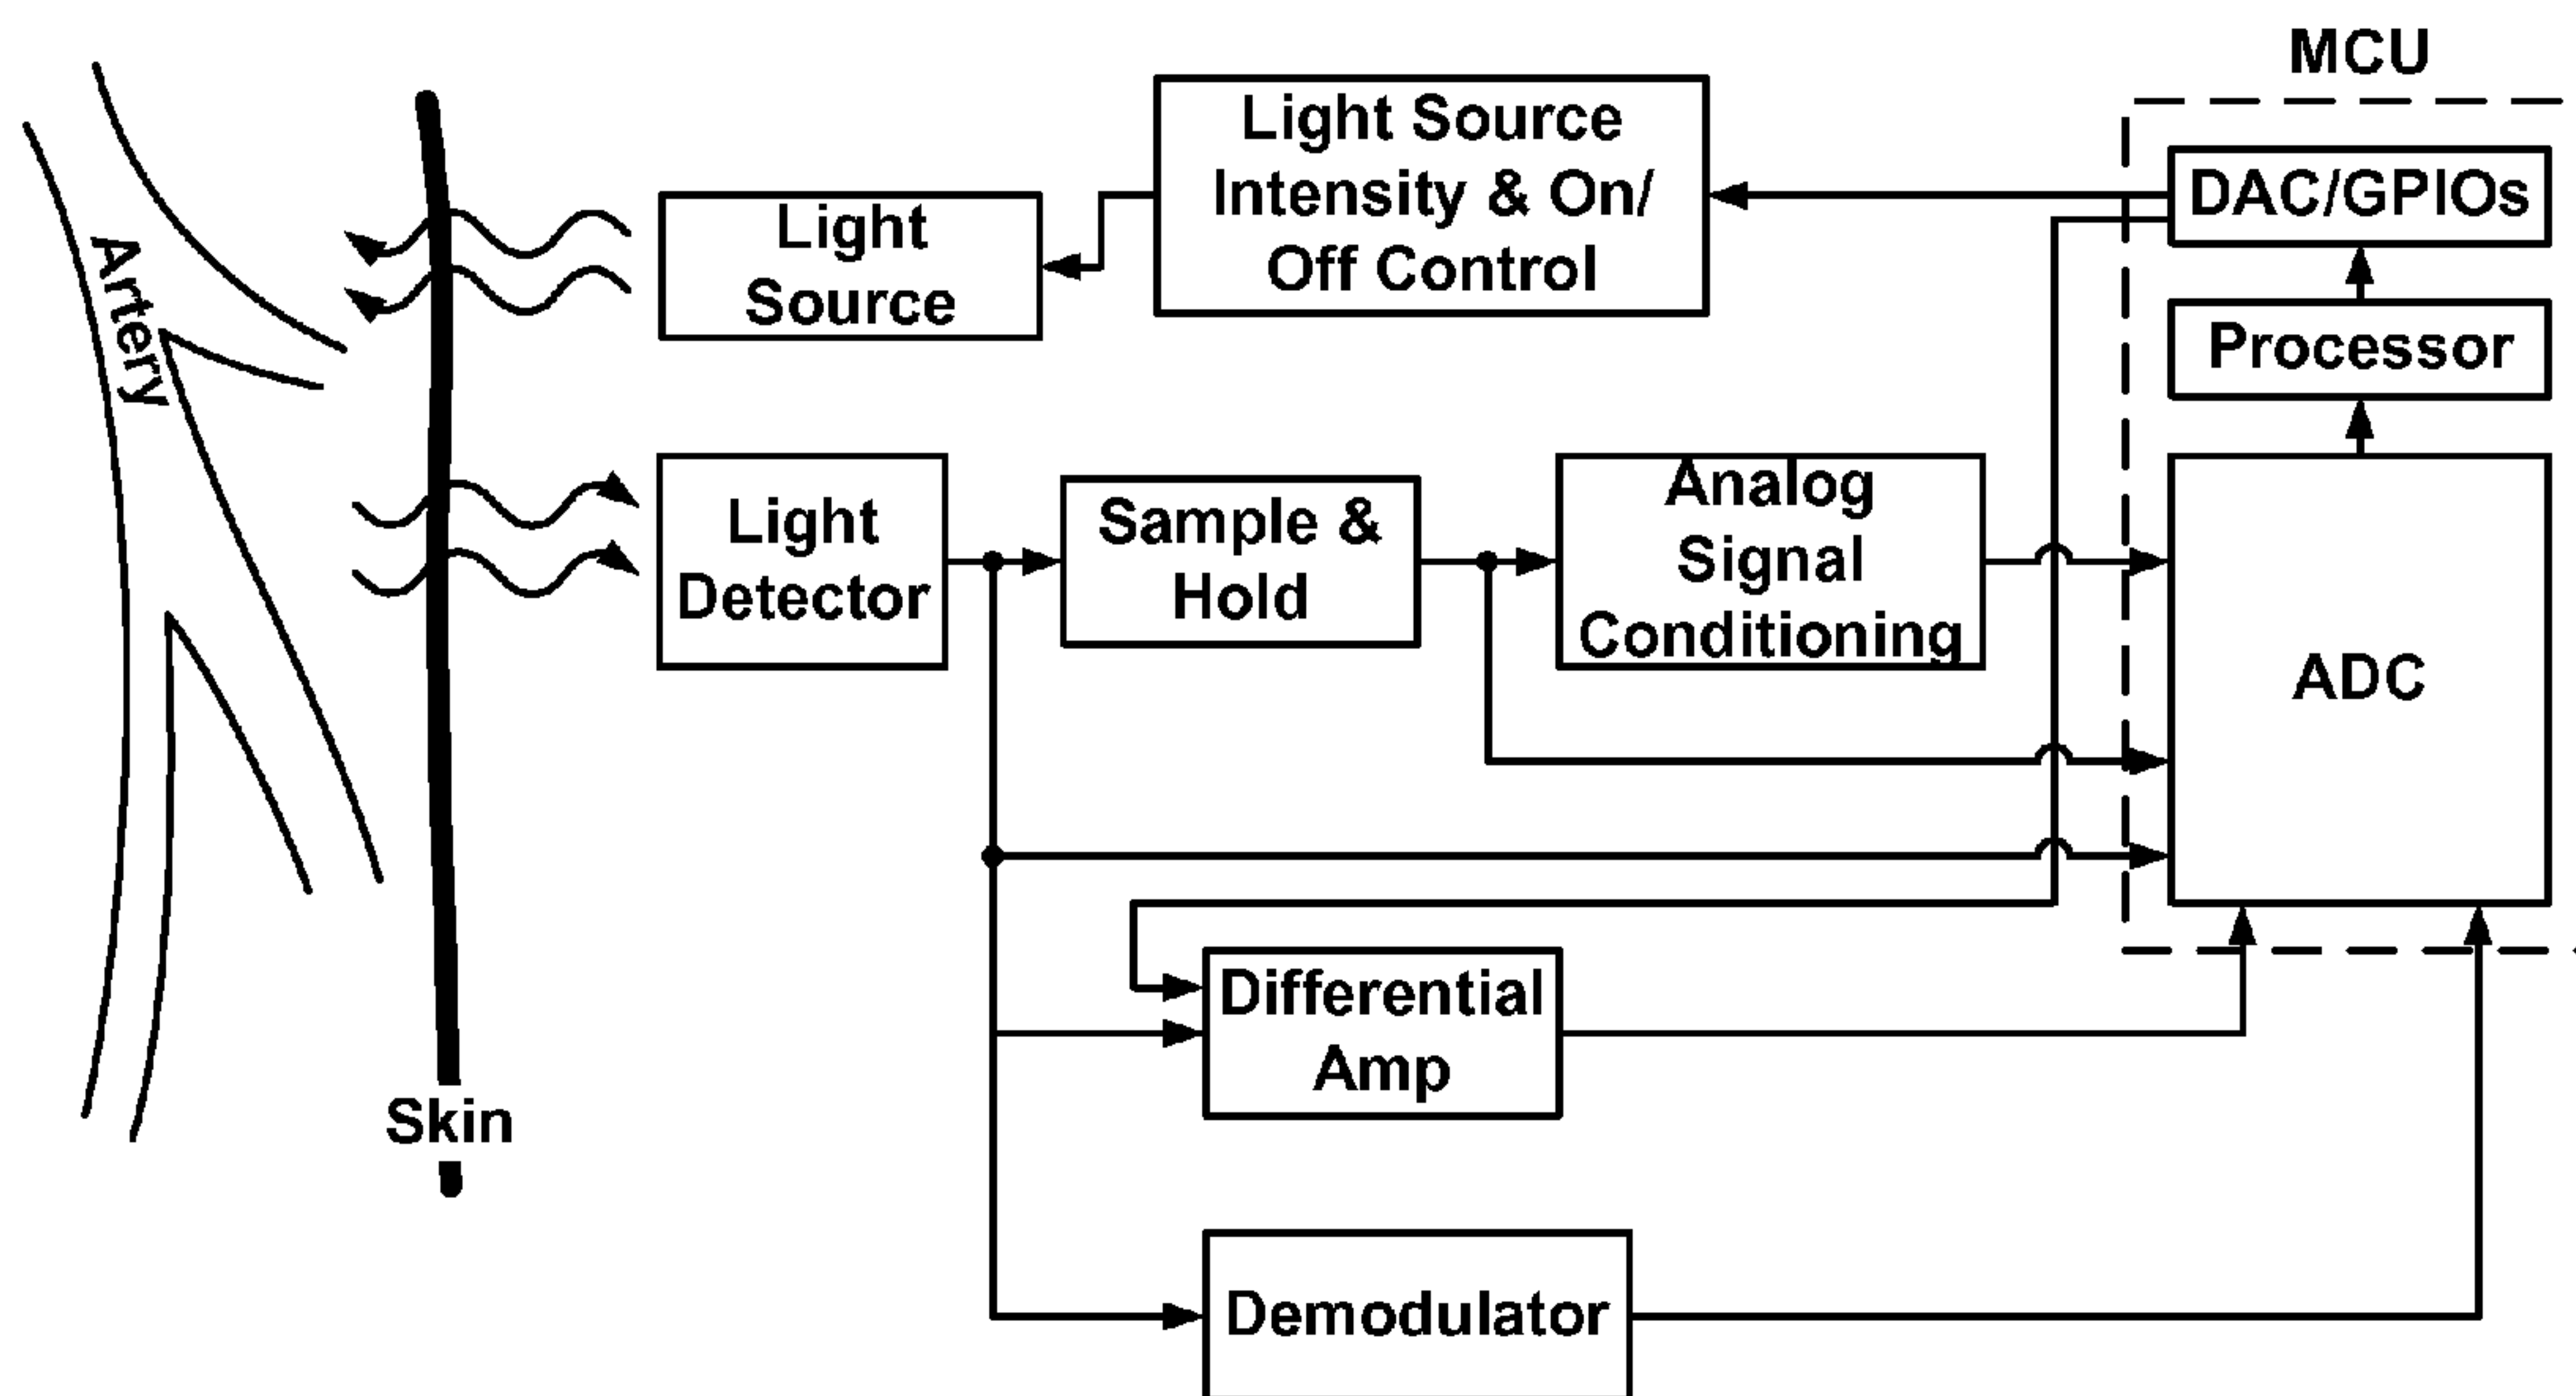 MCU
Light Source
Intensity & On/
Off Control
DAC/GPIOs
Light
Source
Artery
Processor
Light
Detector
Sample &
Hold
Analog
Signal
Conditioning
ADC
Differential
Amp
Skin
Demodulator